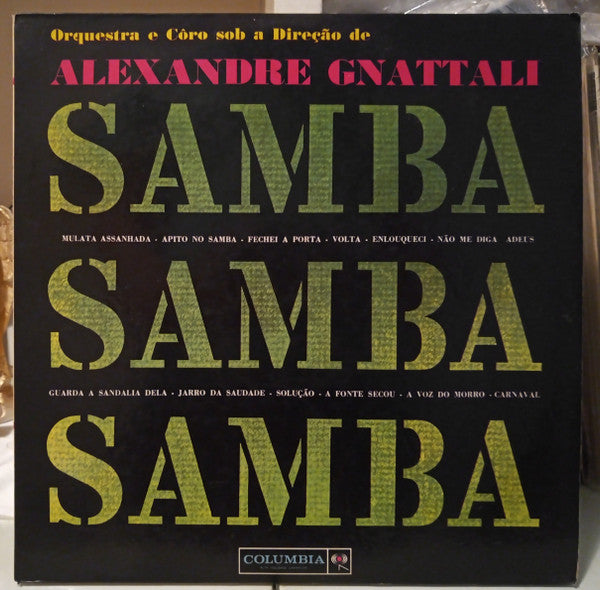 Orquestra e Côro sob a Direção de
ALEXANDRE GNATTALI
SAMBA
MULATA ASSANHADA - APITO NO SAMBA - FECHEI A PORTA - VOLTA - ENLOUQUECI - NÃO ME DIGA ADEUS
SAMBA
GUARDA A SANDALIA DELA - JARRO DA SAUDADE - SOLUÇÃO - A FONTE SECOU - A VOZ DO MORRO - CARNAVAL
SAMBA
COLUMBIA